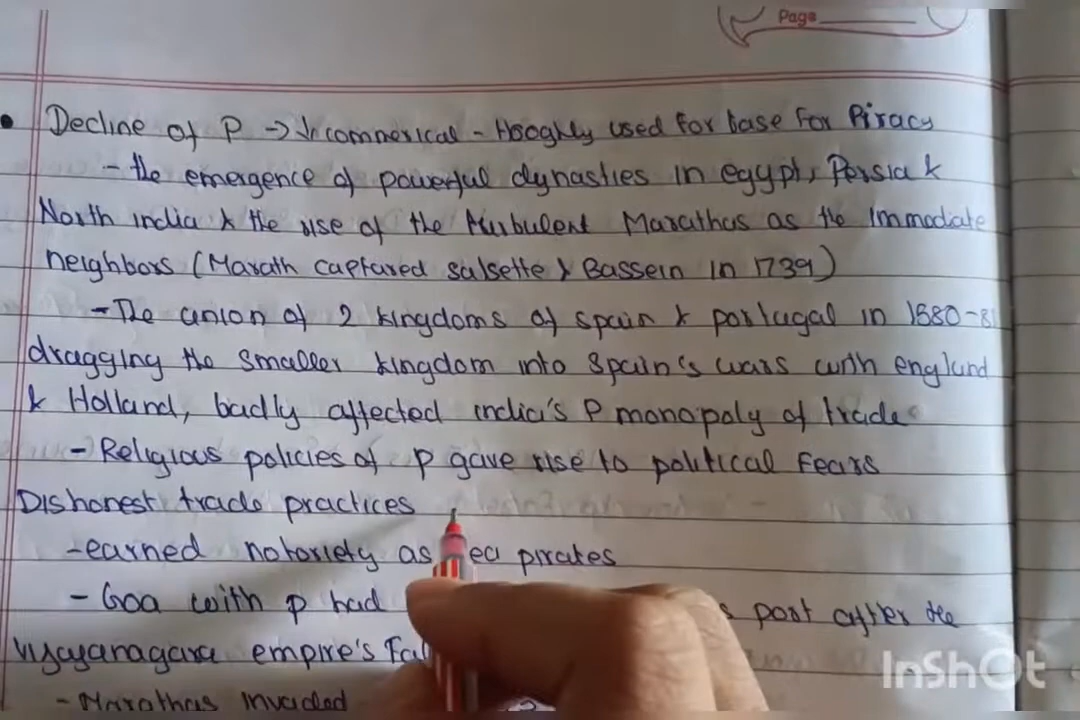 Page
Decline of P → ↓ commerical - Hooghly used for base for Piracy
- the emergence of powerful dynasties in egypt, Persia &
North india & the rise of the turbulent Marathas as the immediate
neighbors (Marath captured salsette & Bassein in 1739)
- The union of 2 kingdoms of spain & portugal in 1580-81
dragging the smaller kingdom into Spain's wars with england
& Holland, badly affected india's P monopoly of trade
- Religious policies of P gave rise to political fears
Dishonest trade practices
- earned notoriety as sea pirates
- Goa with p had post after the
Vijayanagara empire's
- Marathas invaded
InShOt